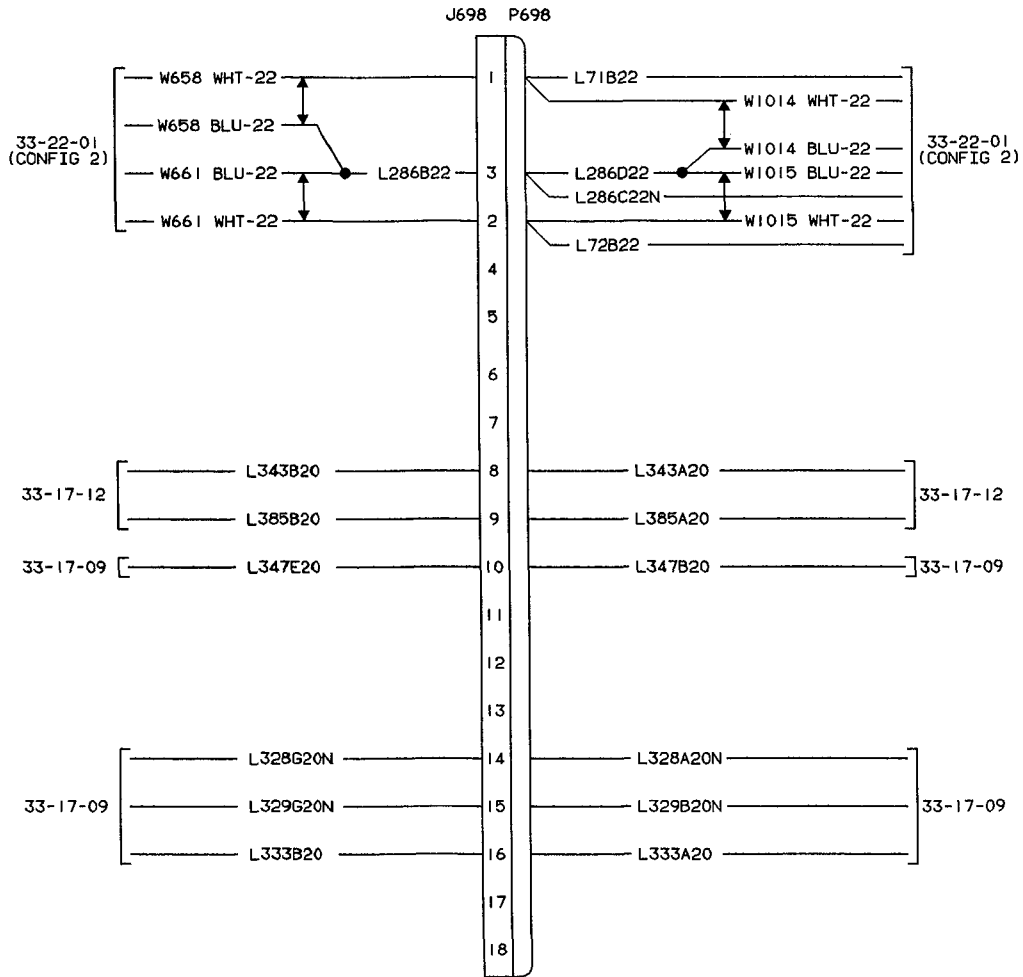 J698 P698
W658 WHT-22 1 L71B22
W1014 WHT-22
W658 BLU-22
33-22-01
(CONFIG 2)
W1014 BLU-22
33-22-01
(CONFIG 2)
W661 BLU-22 L286B22 3 L286D22 W1015 BLU-22
L286C22N
W661 WHT-22 2 W1015 WHT-22
L72B22
4
5
6
7
L343B20 8 L343A20
33-17-12 33-17-12
L385B20 9 L385A20
33-17-09 L347E20 10 L347B20 33-17-09
11
12
13
L328G20N 14 L328A20N
33-17-09 L329G20N 15 L329B20N 33-17-09
L333B20 16 L333A20
17
18